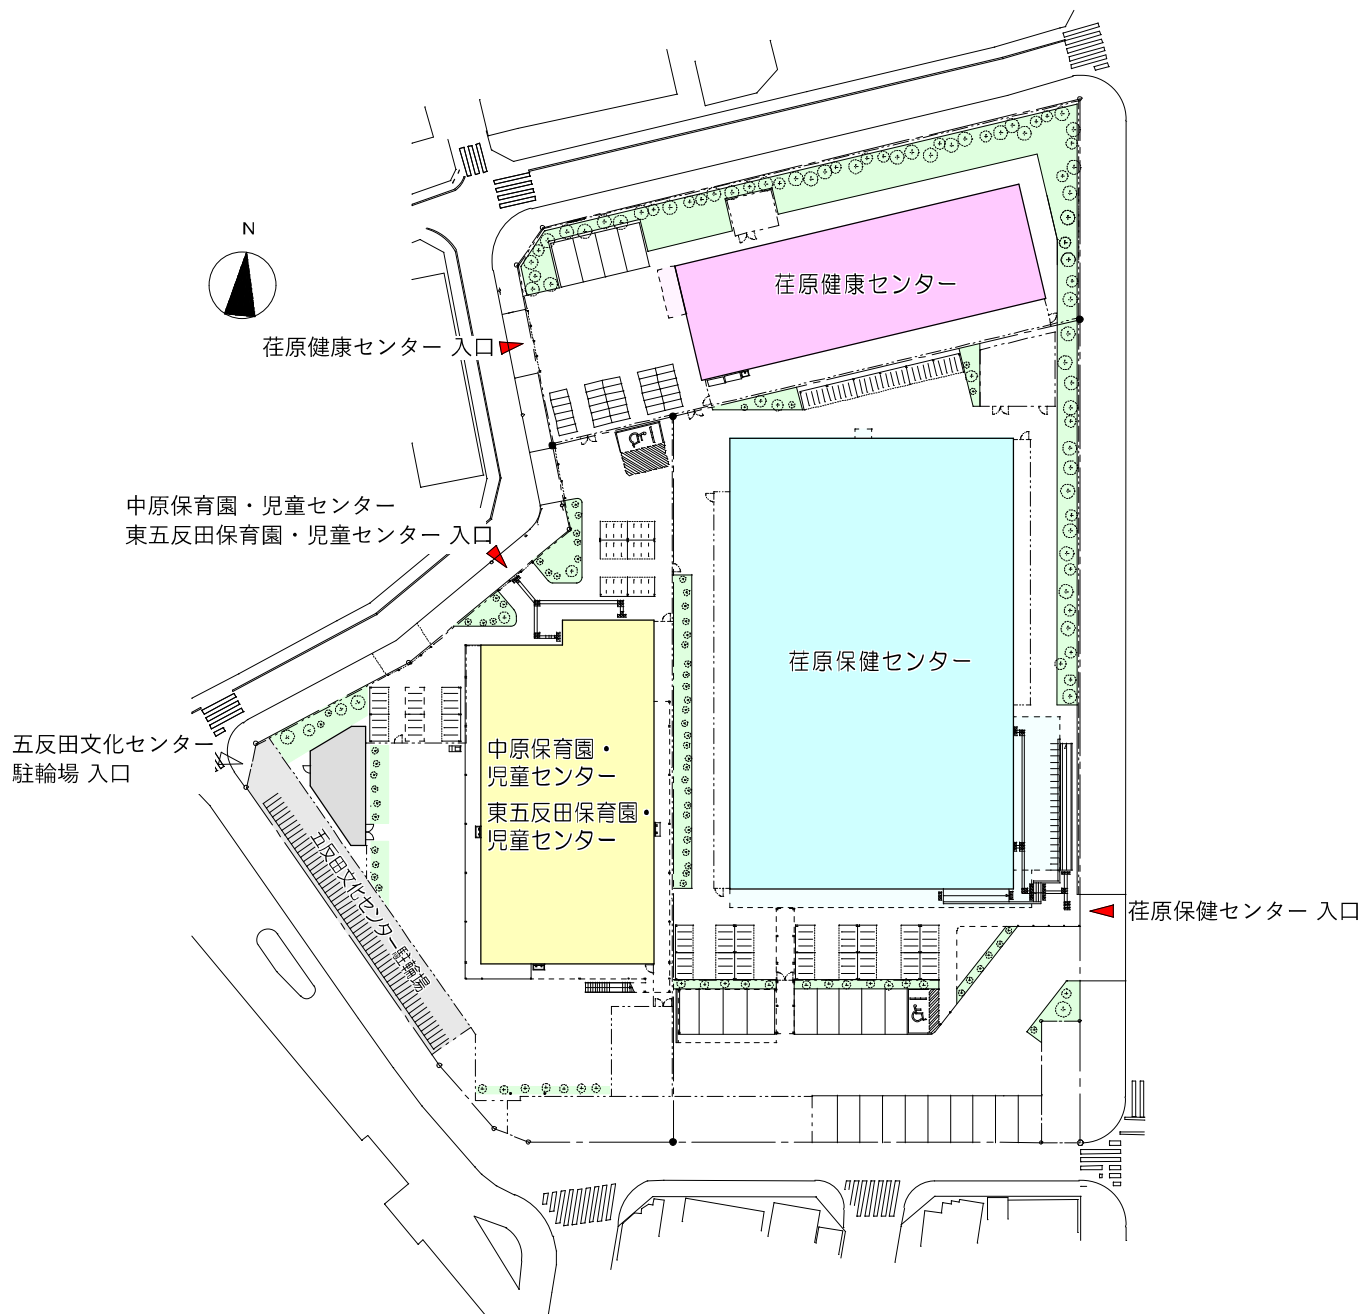 N
荏原健康センター
荏原健康センター 入口
中原保育園・児童センター
東五反田保育園・児童センター 入口
荏原保健センター
五反田文化センター
駐輪場 入口
中原保育園・
児童センター
東五反田保育園・
児童センター
五反田文化センター駐輪場
荏原保健センター 入口